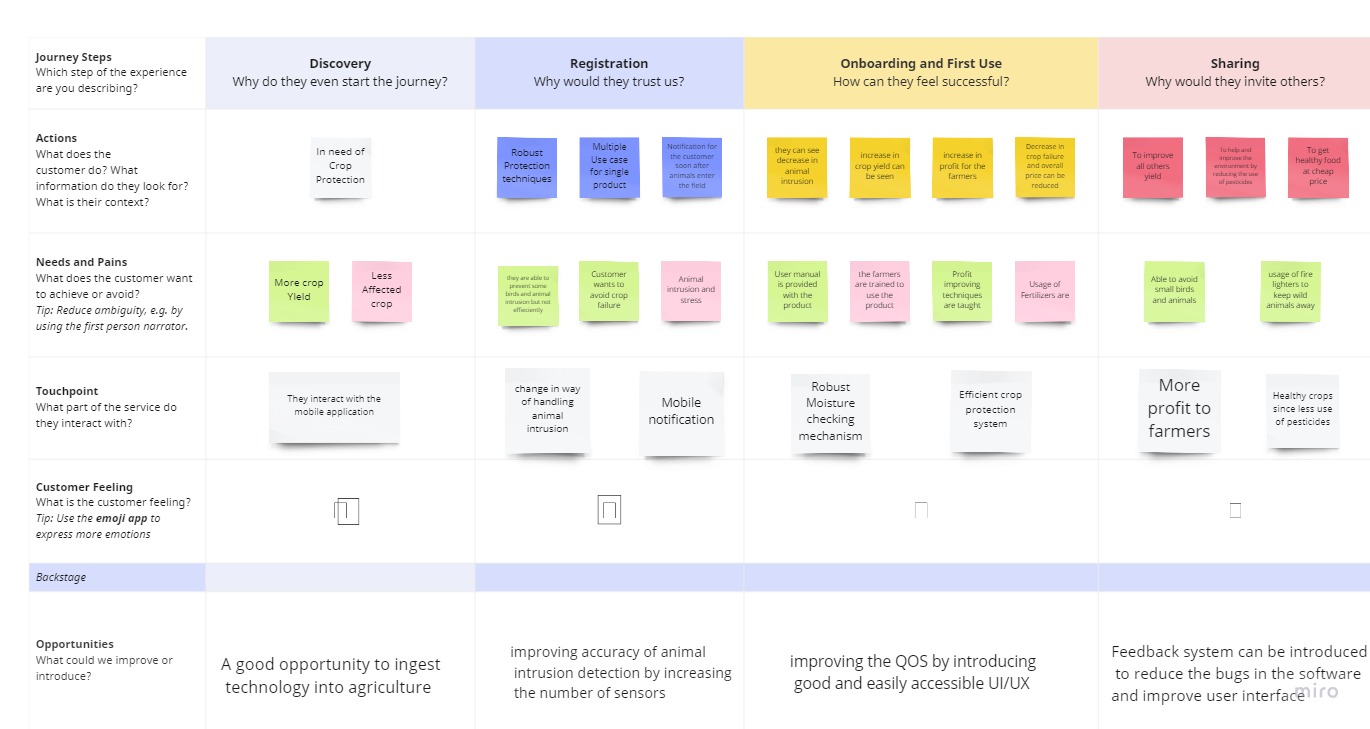 Journey Steps
Which step of the experience
are you describing?
Discovery
Why do they even start the journey?
Registration
Why would they trust us?
Onboarding and First Use
How can they feel successful?
Sharing
Why would they invite others?
Actions
What does the
customer do? What
information do they look for?
What is their context?
In need of
Crop
Protection
Robust
Protection
techniques
Multiple
Use case
for single
product
Notification for
the customer
soon after
animals enter
the field
they can see
decrease in
animal
intrusion
increase in
crop yield can
be seen
increase in
profit for the
farmers
Decrease in
crop failure
and overall
price can be
reduced
To improve
all others
yield
To help and
improve the
environment by
reducing the use
of pesticides
To get
healthy food
at cheap
price
Needs and Pains
What does the customer want
to achieve or avoid?
Tip: Reduce ambiguity, e.g. by
using the first person narrator.
More crop
Yield
Less
Affected
crop
they are able to
prevent some
birds and animal
intrusion but not
effieciently
Customer
wants to
avoid crop
failure
Animal
intrusion and
stress
User manual
is provided
with the
product
the farmers
are trained to
use the
product
Profit
improving
techniques
are taught
Usage of
Fertilizers are
Able to avoid
small birds
and animals
usage of fire
lighters to
keep wild
animals away
Touchpoint
What part of the service do
they interact with?
They interact with the
mobile application
change in way
of handling
animal
intrusion
Mobile
notification
Robust
Moisture
checking
mechanism
Efficient crop
protection
system
More
profit to
farmers
Healthy crops
since less use
of pesticides
Customer Feeling
What is the customer feeling?
Tip: Use the emoji app to
express more emotions
Backstage
Opportunities
What could we improve or
introduce?
A good opportunity to ingest
technology into agriculture
improving accuracy of animal
intrusion detection by increasing
the number of sensors
improving the QOS by introducing
good and easily accessible UI/UX
Feedback system can be introduced
to reduce the bugs in the software
and improve user interface
miro